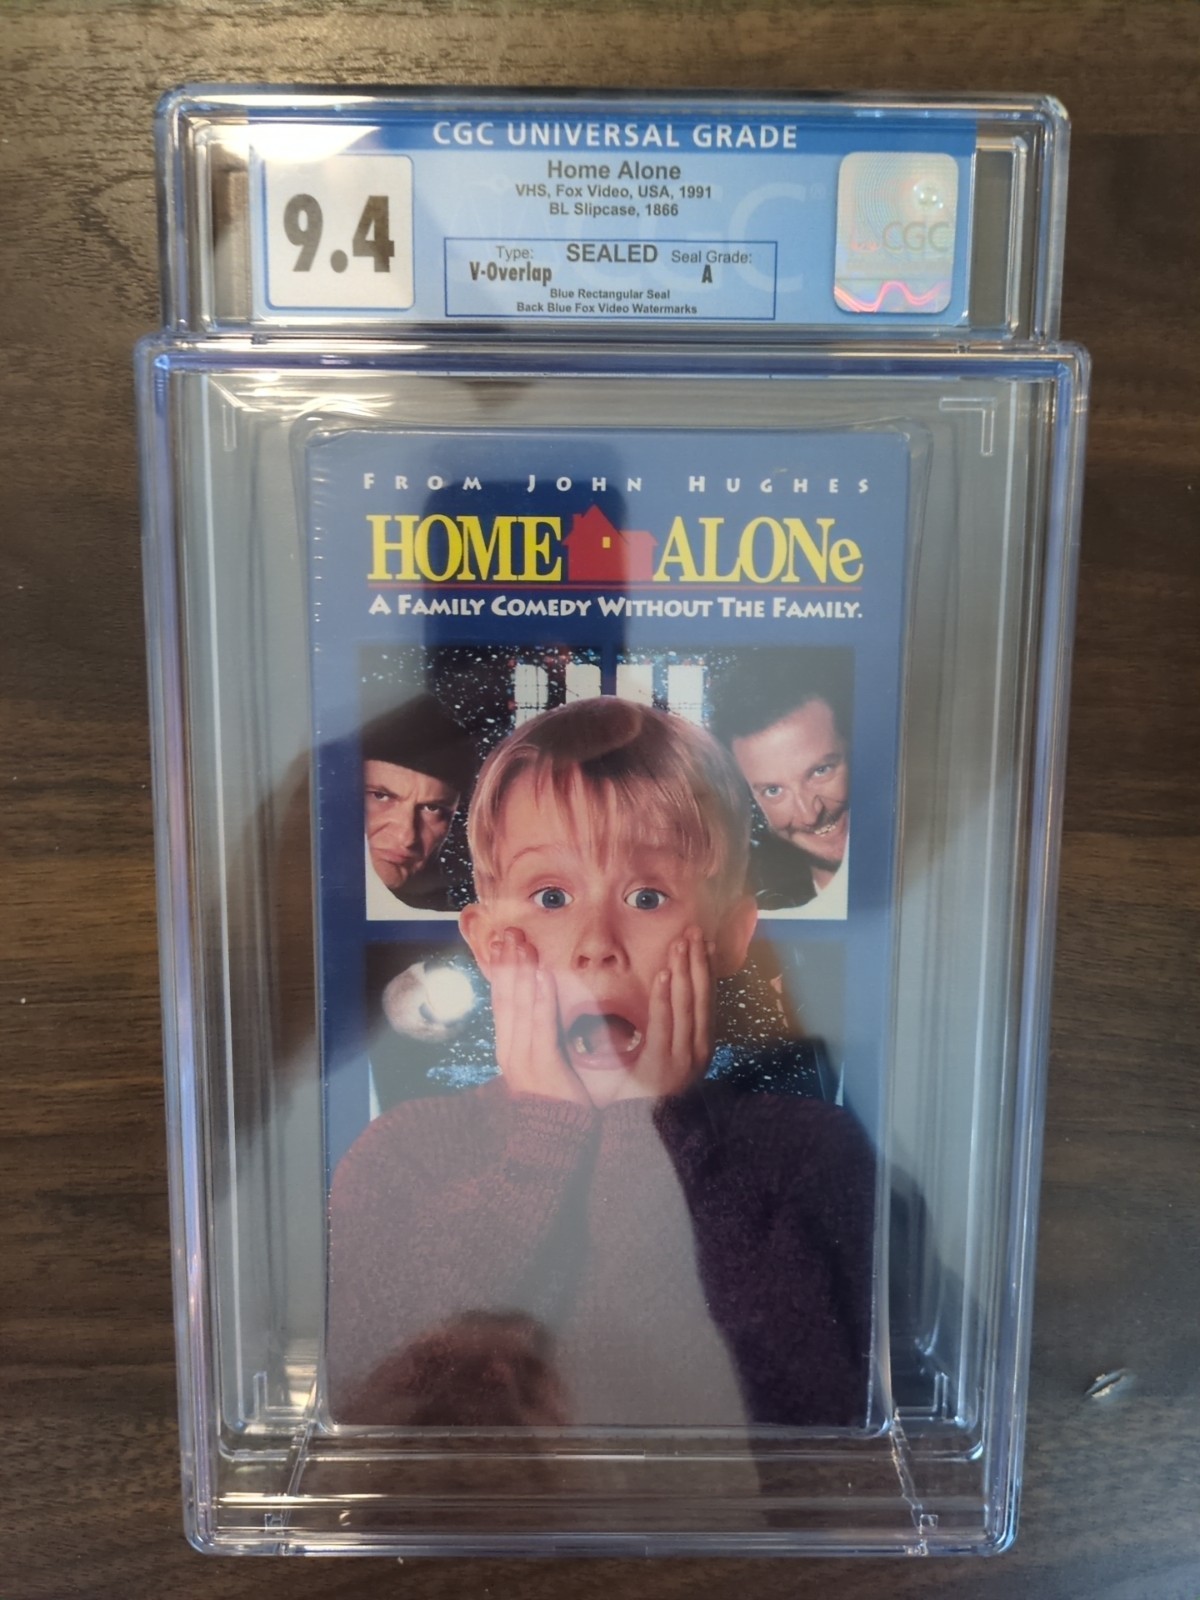 CGC UNIVERSAL GRADE
9.4
Home Alone
VHS, Fox Video, USA, 1991
BL Slipcase, 1866
Type: SEALED Seal Grade:
V-Overlap A
Blue Rectangular Seal
Back Blue Fox Video Watermarks
CGC
FROM JOHN HUGHES
HOME ALONe
A FAMILY COMEDY WITHOUT THE FAMILY.